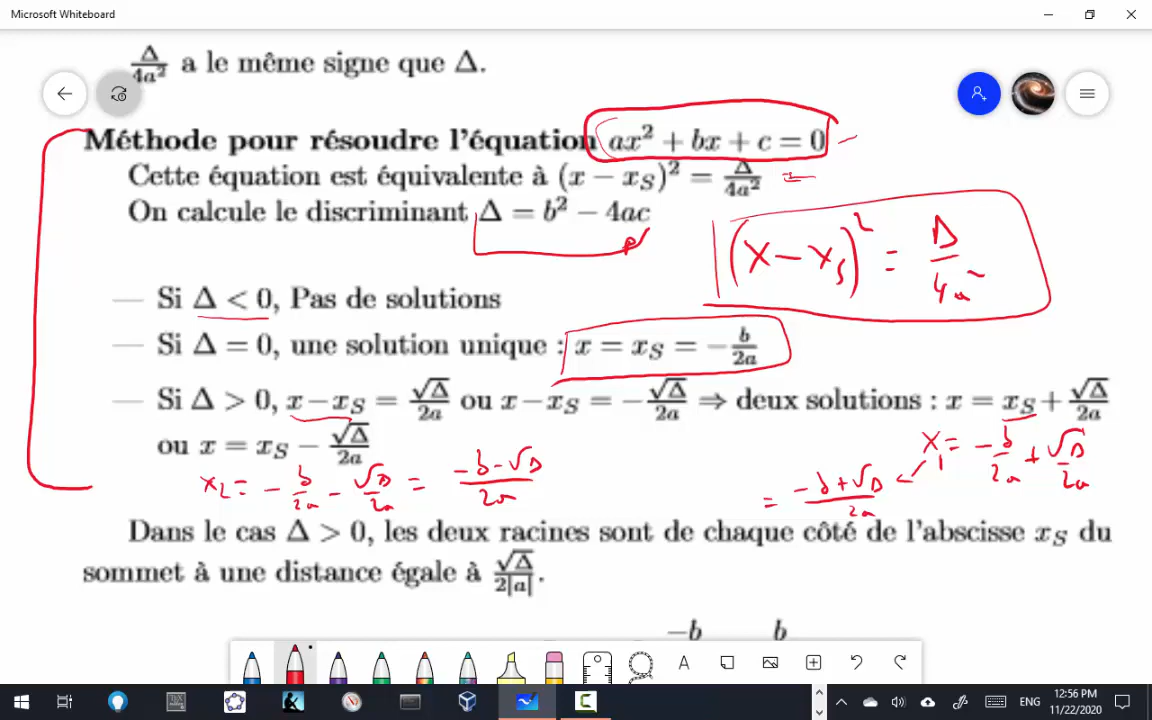 Microsoft Whiteboard
Δ/4a² a le même signe que Δ.
Méthode pour résoudre l'équation ax² + bx + c = 0
Cette équation est équivalente à (x − x_S)² = Δ/4a²
On calcule le discriminant Δ = b² − 4ac
(x − x_S)² = Δ/4a²
— Si Δ < 0, Pas de solutions
— Si Δ = 0, une solution unique : x = x_S = −b/2a
— Si Δ > 0, x−x_S = √Δ/2a ou x−x_S = −√Δ/2a ⇒ deux solutions : x = x_S + √Δ/2a
ou x = x_S − √Δ/2a
x₁ = −b/2a + √Δ/2a
x₂ = −b/2a −√Δ/2a = −b−√Δ/2a
= −b+√Δ/2a
Dans le cas Δ > 0, les deux racines sont de chaque côté de l'abscisse x_S du
sommet à une distance égale à √Δ/2|a|.
−b b
A
ENG
12:56 PM
11/22/2020